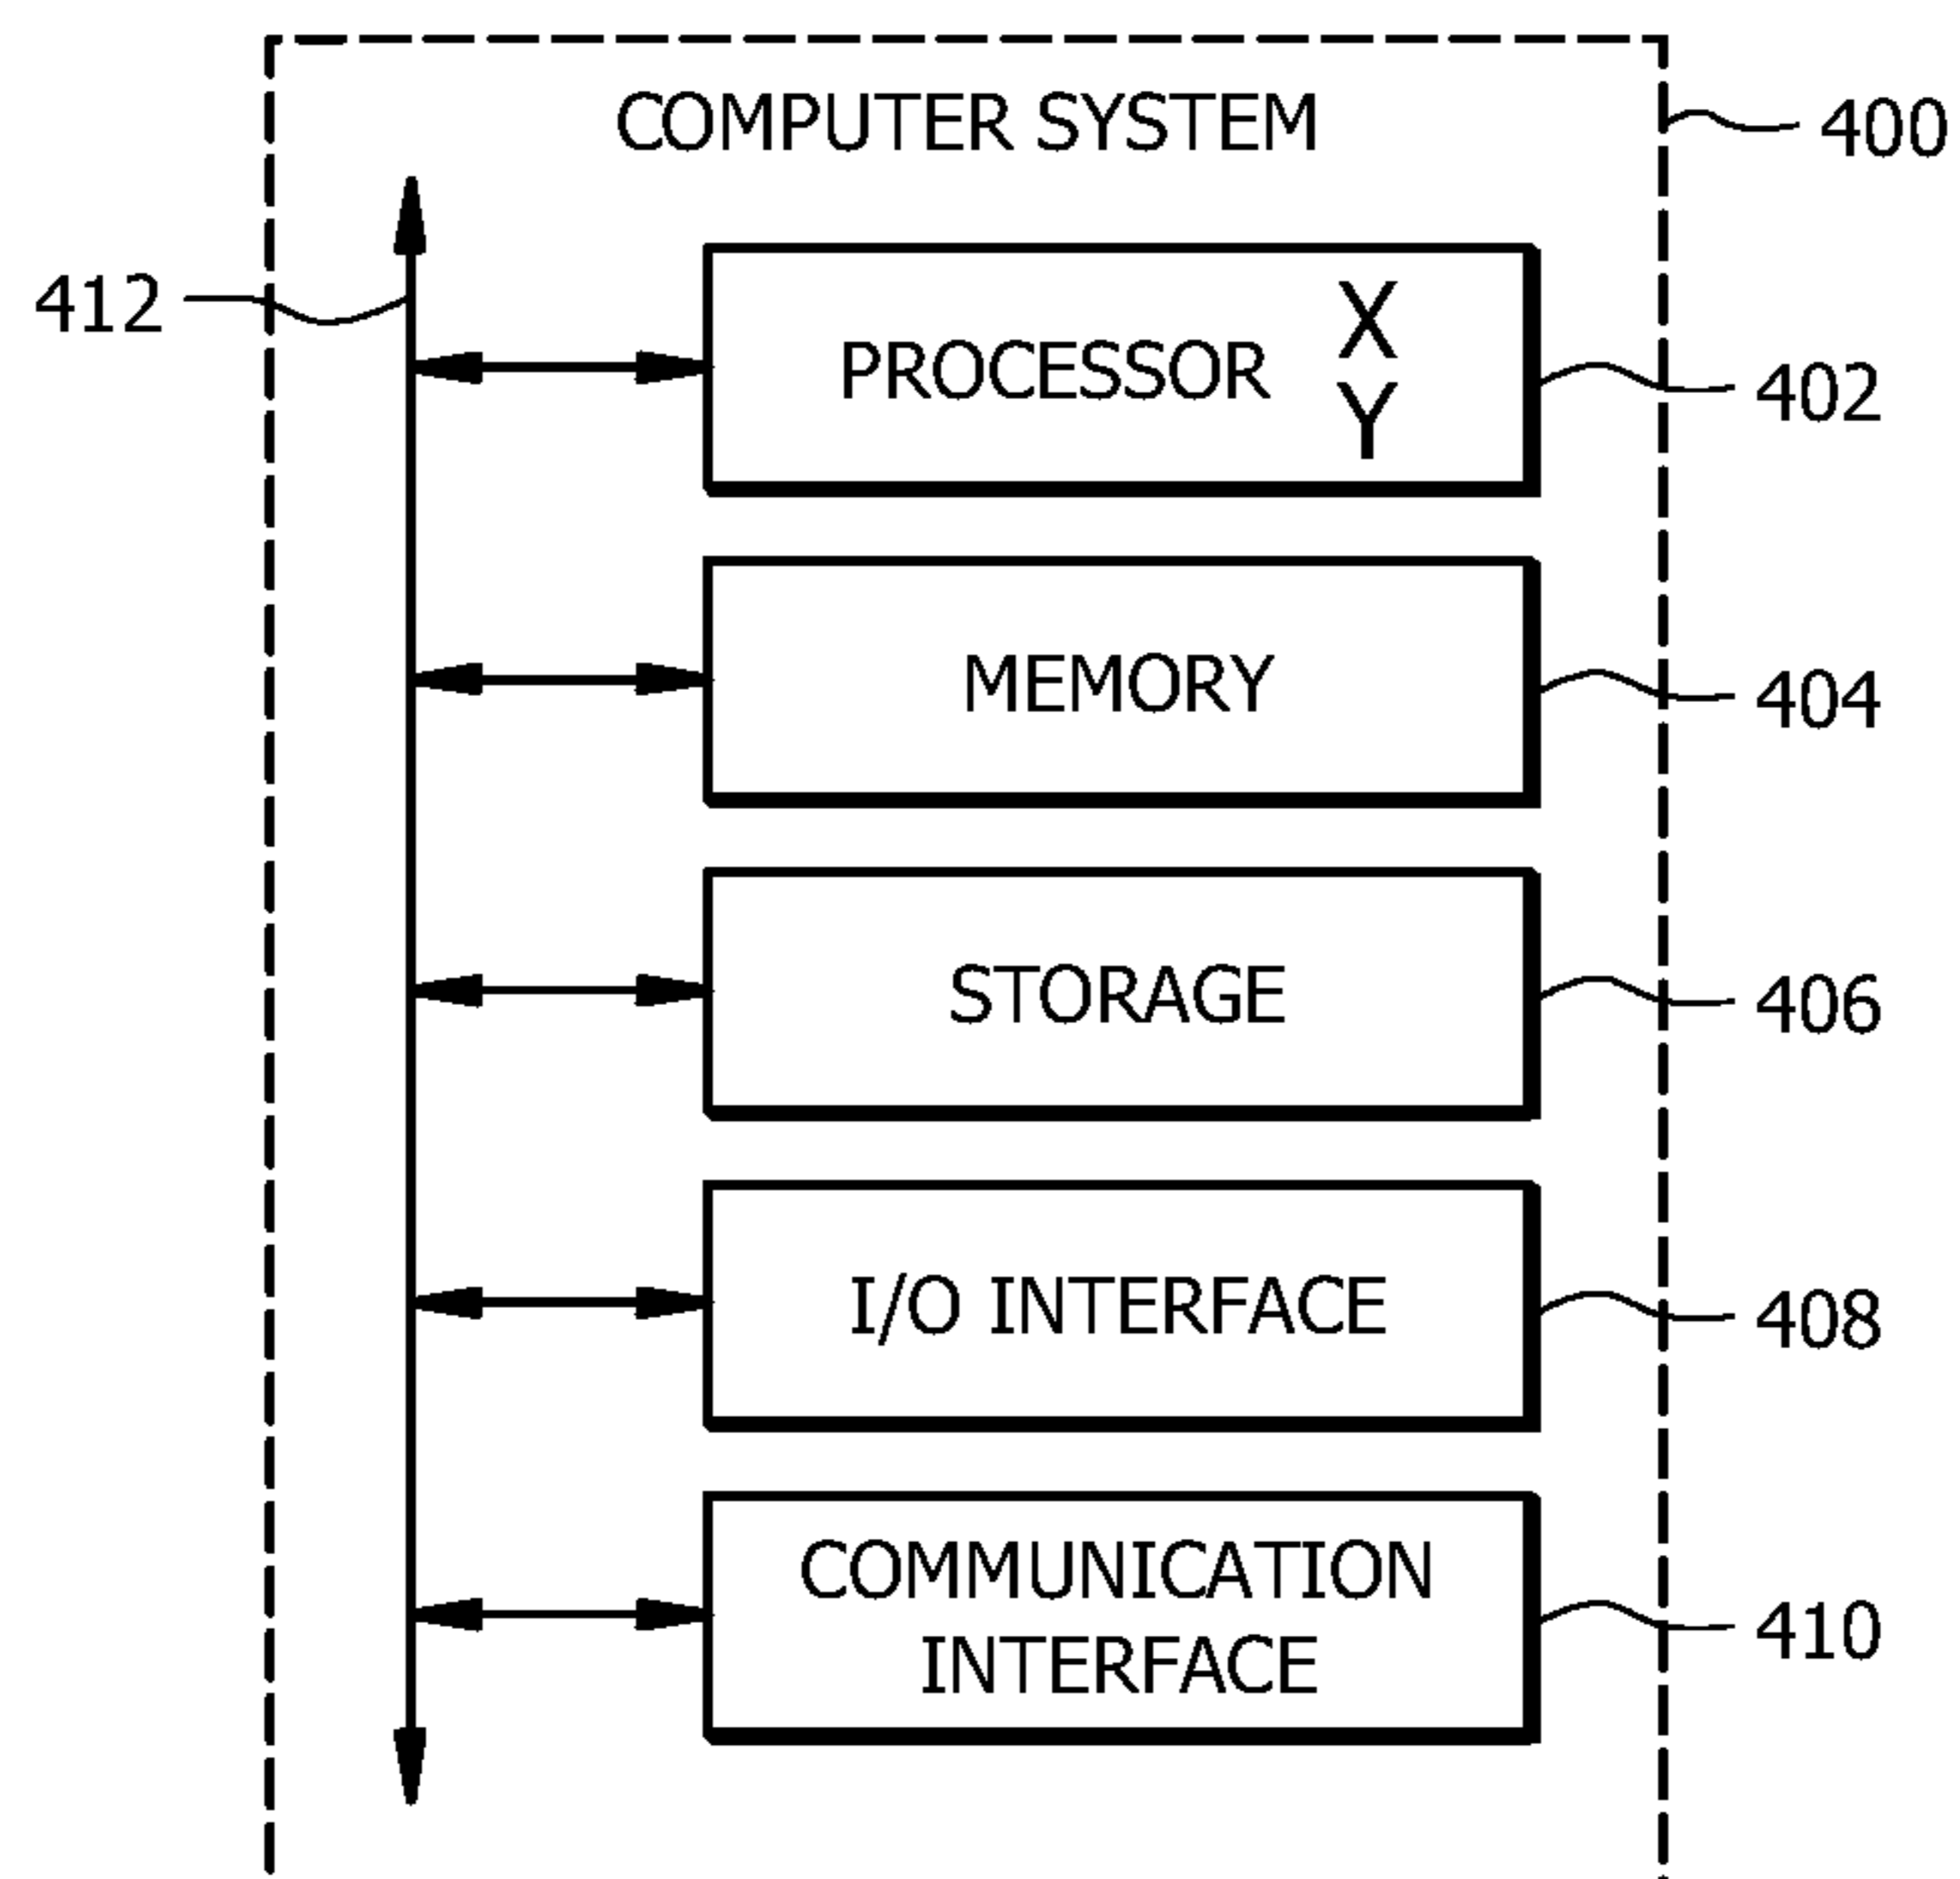 COMPUTER SYSTEM
400
412
PROCESSOR
X
Y
402
MEMORY
404
STORAGE
406
I/O INTERFACE
408
COMMUNICATION
INTERFACE
410